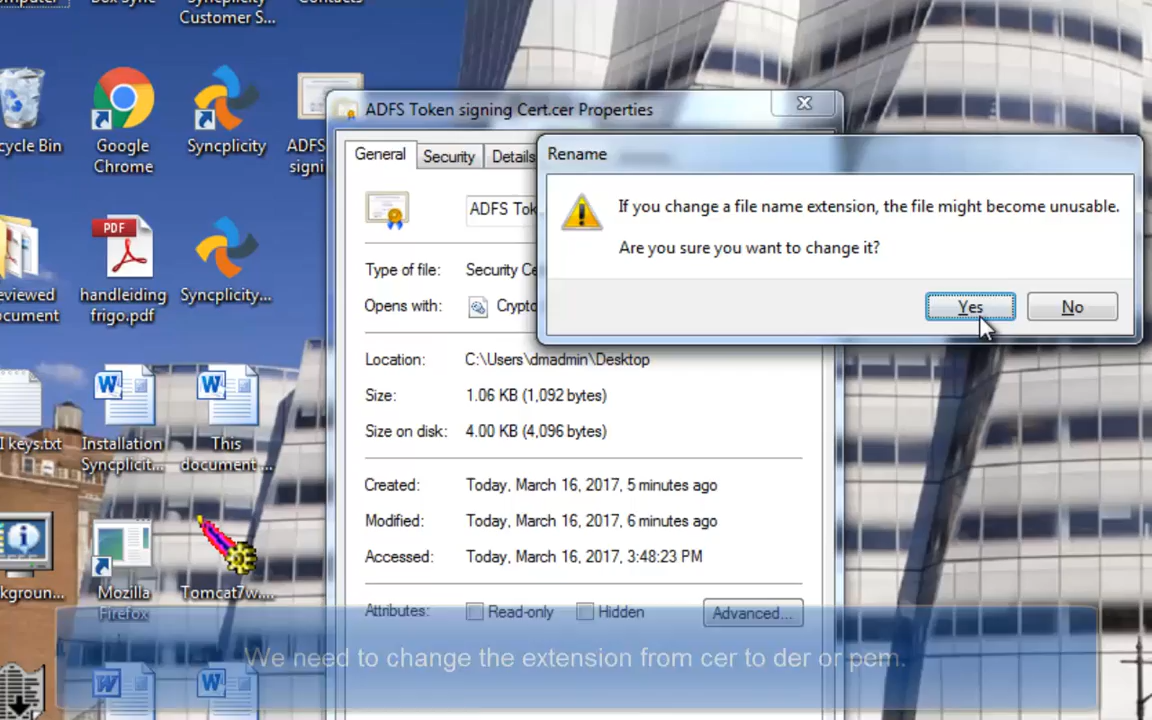 Syncplicity
Customer S...
Contacts
cycle Bin
Google
Chrome
Syncplicity
ADFS
signi
PDF
handleiding
frigo.pdf
Syncplicity...
keys.txt
Installation
Syncplicit...
This
document ...
Mozilla
Firefox
Tomcat7w...
ADFS Token signing Cert.cer Properties
General
Security
Details
ADFS Tok
Type of file:
Security Ce
Opens with:
Crypto
Location:
C:\Users\dmadmin\Desktop
Size:
1.06 KB (1,092 bytes)
Size on disk:
4.00 KB (4,096 bytes)
Created:
Today, March 16, 2017, 5 minutes ago
Modified:
Today, March 16, 2017, 6 minutes ago
Accessed:
Today, March 16, 2017, 3:48:23 PM
Attributes:
Read-only
Hidden
Advanced...
Rename
If you change a file name extension, the file might become unusable.
Are you sure you want to change it?
Yes
No
We need to change the extension from cer to der or pem.